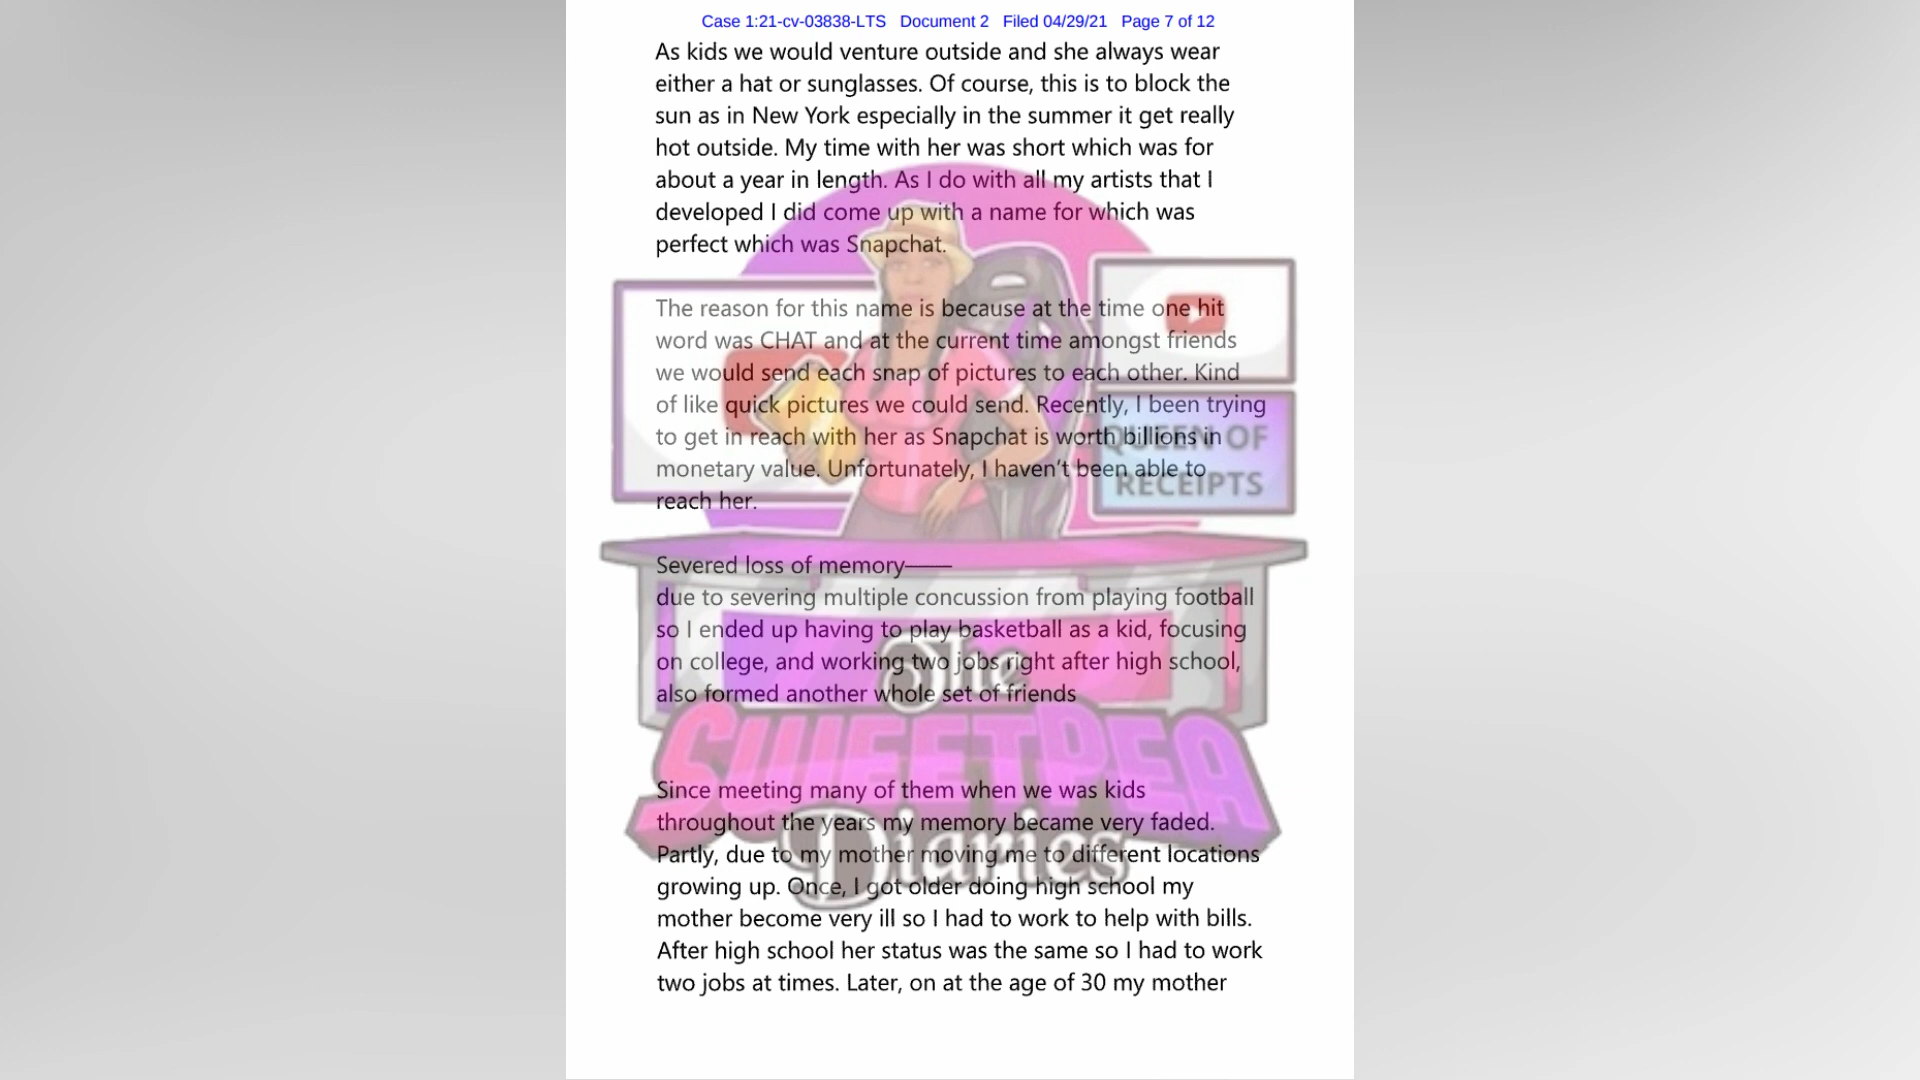 Case 1:21-cv-03838-LTS Document 2 Filed 04/29/21 Page 7 of 12
As kids we would venture outside and she always wear
either a hat or sunglasses. Of course, this is to block the
sun as in New York especially in the summer it get really
hot outside. My time with her was short which was for
about a year in length. As I do with all my artists that I
developed I did come up with a name for which was
perfect which was Snapchat.
The reason for this name is because at the time one hit
word was CHAT and at the current time amongst friends
we would send each snap of pictures to each other. Kind
of like quick pictures we could send. Recently, I been trying
to get in reach with her as Snapchat is worth billions in
monetary value. Unfortunately, I haven't been able to
reach her.
QUEEN OF
RECEIPTS
Severed loss of memory——
due to severing multiple concussion from playing football
so I ended up having to play basketball as a kid, focusing
on college, and working two jobs right after high school,
also formed another whole set of friends
The
SWEETPEA
Diaries
Since meeting many of them when we was kids
throughout the years my memory became very faded.
Partly, due to my mother moving me to different locations
growing up. Once, I got older doing high school my
mother become very ill so I had to work to help with bills.
After high school her status was the same so I had to work
two jobs at times. Later, on at the age of 30 my mother